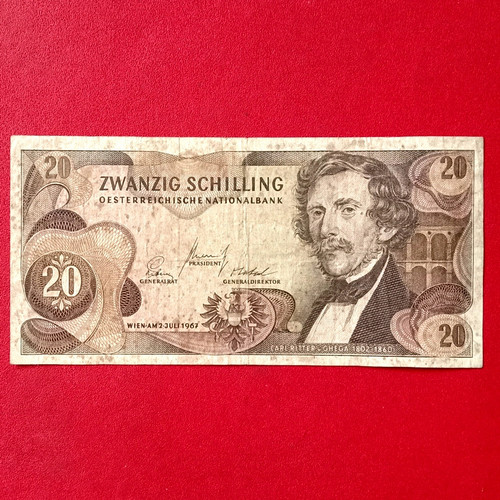 20
20
ZWANZIG SCHILLING
OESTERREICHISCHE NATIONALBANK
PRÄSIDENT
GENERALRAT
GENERALDIREKTOR
20
WIEN·AM 2 JULI 1967
20
CARL RITTER v. GHEGA 1802-1860